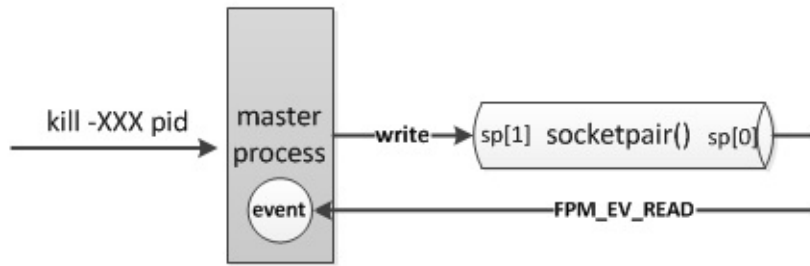 kill -XXX pid
master
process
write
sp[1] socketpair() sp[0]
event
FPM_EV_READ